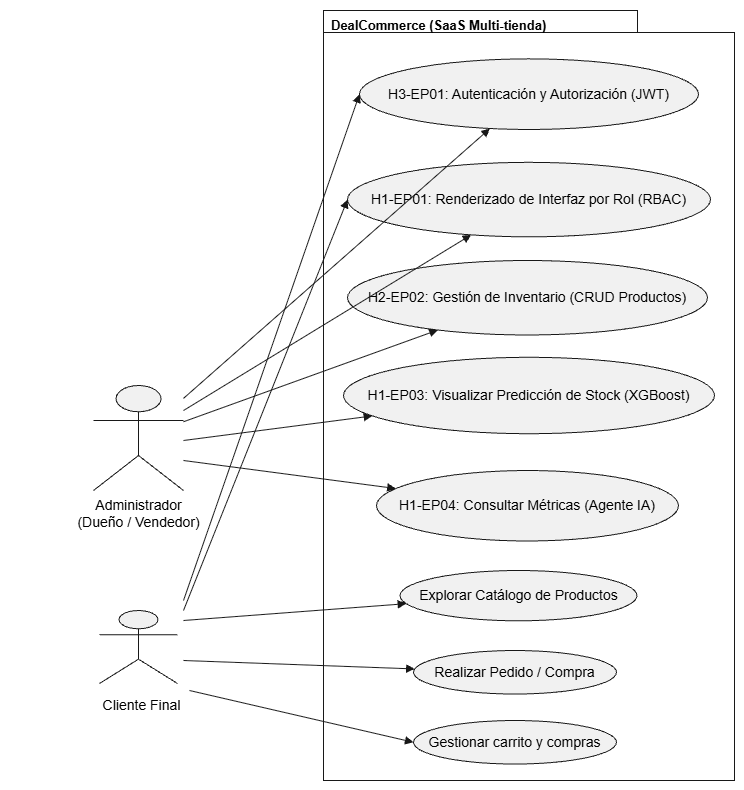 DealCommerce (SaaS Multi-tienda)
H3-EP01: Autenticación y Autorización (JWT)
H1-EP01: Renderizado de Interfaz por Rol (RBAC)
H2-EP02: Gestión de Inventario (CRUD Productos)
H1-EP03: Visualizar Predicción de Stock (XGBoost)
H1-EP04: Consultar Métricas (Agente IA)
Administrador
(Dueño / Vendedor)
Explorar Catálogo de Productos
Realizar Pedido / Compra
Cliente Final
Gestionar carrito y compras